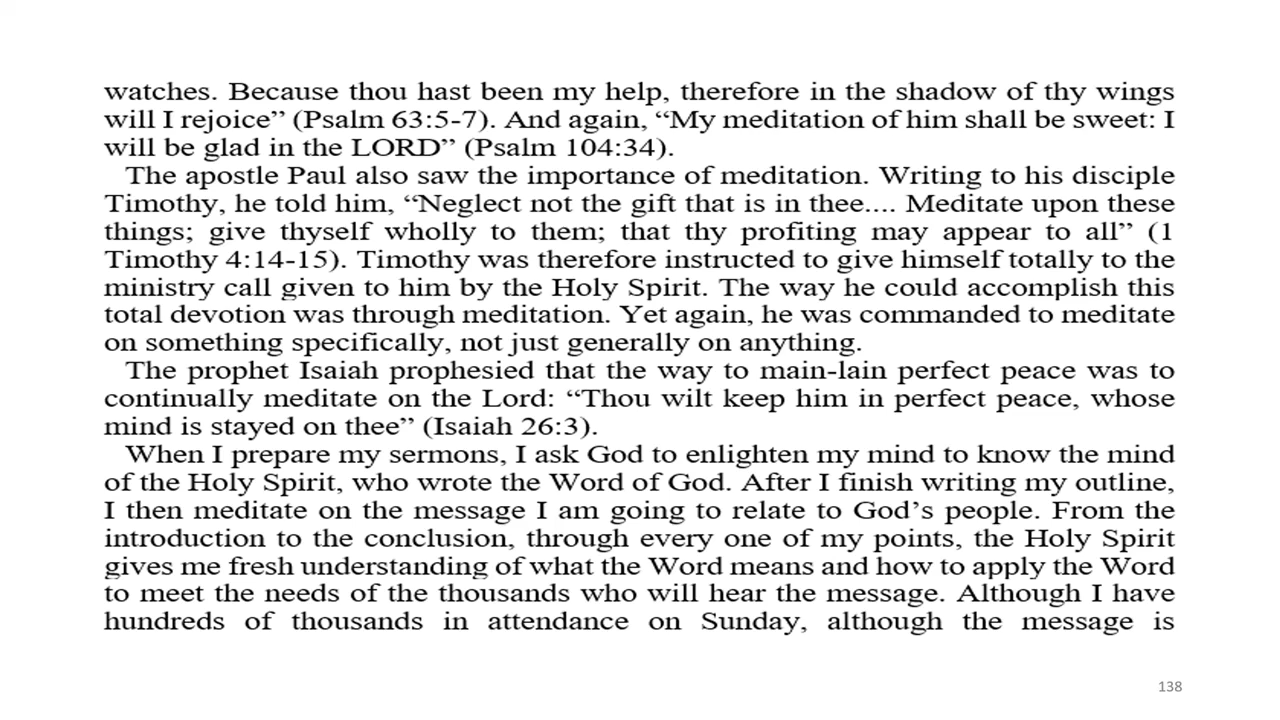 watches. Because thou hast been my help, therefore in the shadow of thy wings
will I rejoice” (Psalm 63:5-7). And again, “My meditation of him shall be sweet: I
will be glad in the LORD” (Psalm 104:34).
The apostle Paul also saw the importance of meditation. Writing to his disciple
Timothy, he told him, “Neglect not the gift that is in thee.... Meditate upon these
things; give thyself wholly to them; that thy profiting may appear to all” (1
Timothy 4:14-15). Timothy was therefore instructed to give himself totally to the
ministry call given to him by the Holy Spirit. The way he could accomplish this
total devotion was through meditation. Yet again, he was commanded to meditate
on something specifically, not just generally on anything.
The prophet Isaiah prophesied that the way to main-lain perfect peace was to
continually meditate on the Lord: “Thou wilt keep him in perfect peace, whose
mind is stayed on thee” (Isaiah 26:3).
When I prepare my sermons, I ask God to enlighten my mind to know the mind
of the Holy Spirit, who wrote the Word of God. After I finish writing my outline,
I then meditate on the message I am going to relate to God’s people. From the
introduction to the conclusion, through every one of my points, the Holy Spirit
gives me fresh understanding of what the Word means and how to apply the Word
to meet the needs of the thousands who will hear the message. Although I have
hundreds of thousands in attendance on Sunday, although the message is
138